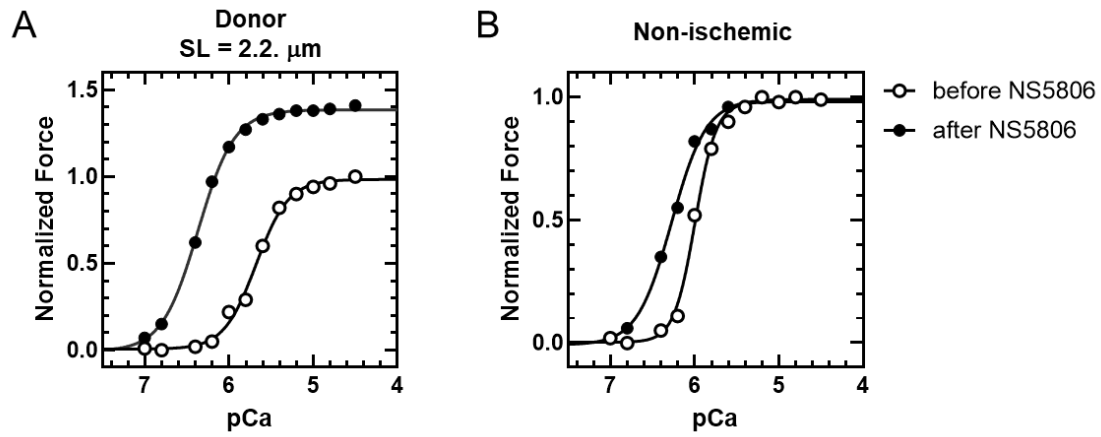 A
Donor
SL = 2.2. μm
Normalized Force
1.5
1.0
0.5
0.0
7 6 5 4
pCa
B
Non-ischemic
Normalized Force
1.0
0.5
0.0
7 6 5 4
pCa
before NS5806
after NS5806